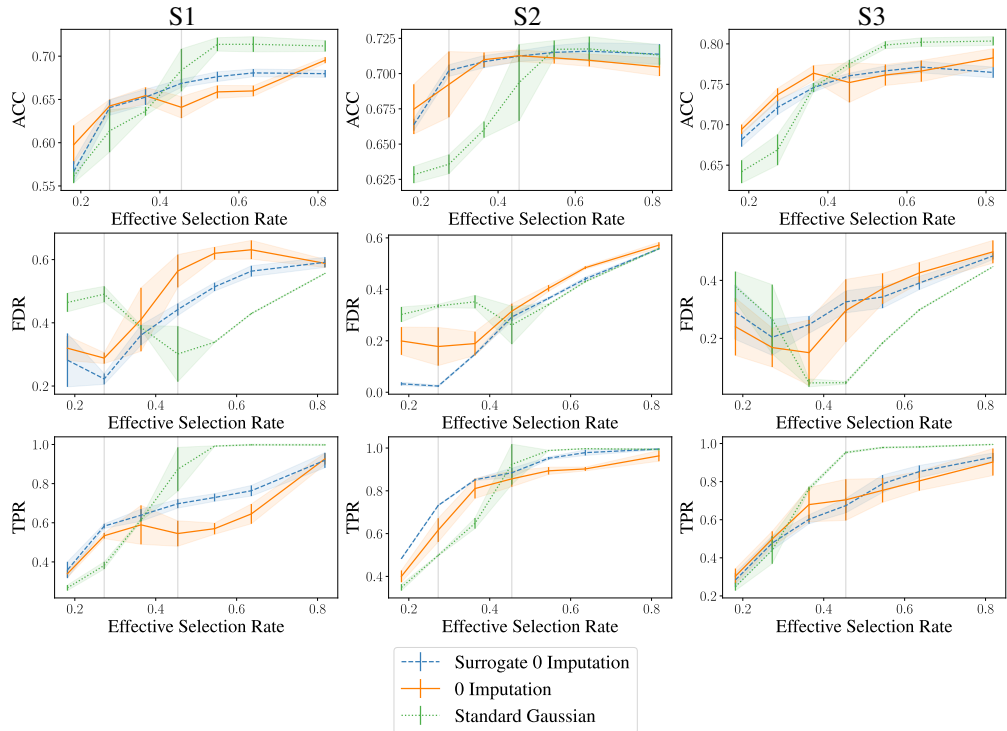 S1 S2 S3
ACC 0.70 0.65 0.60 0.55
0.2 0.4 0.6 0.8
Effective Selection Rate
ACC 0.725 0.700 0.675 0.650 0.625
0.2 0.4 0.6 0.8
Effective Selection Rate
ACC 0.80 0.75 0.70 0.65
0.2 0.4 0.6 0.8
Effective Selection Rate
FDR 0.6 0.4 0.2
0.2 0.4 0.6 0.8
Effective Selection Rate
FDR 0.6 0.4 0.2 0.0
0.2 0.4 0.6 0.8
Effective Selection Rate
FDR 0.4 0.2
0.2 0.4 0.6 0.8
Effective Selection Rate
TPR 1.0 0.8 0.6 0.4
0.2 0.4 0.6 0.8
Effective Selection Rate
TPR 1.0 0.8 0.6 0.4
0.2 0.4 0.6 0.8
Effective Selection Rate
TPR 1.0 0.8 0.6 0.4 0.2
0.2 0.4 0.6 0.8
Effective Selection Rate
Surrogate 0 Imputation
0 Imputation
Standard Gaussian